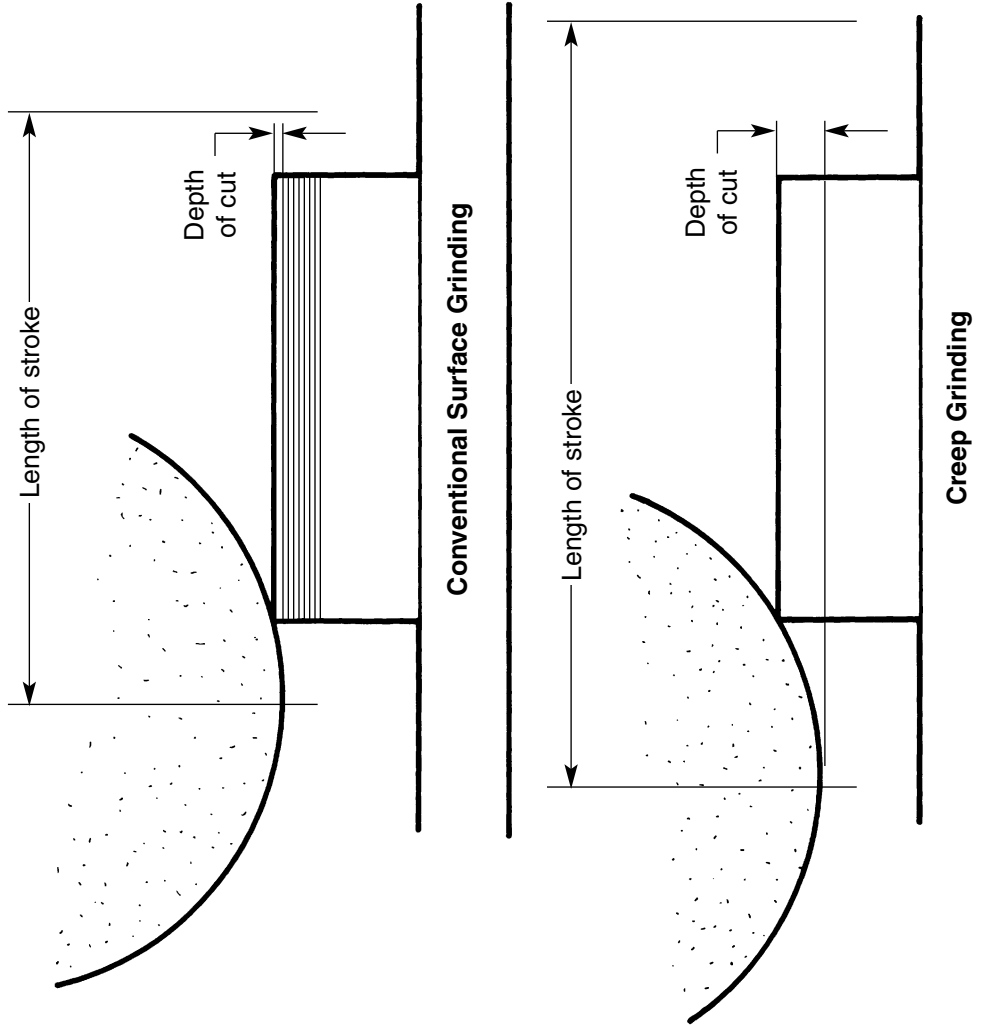 Length of stroke
Depth
of cut
Conventional Surface Grinding
Length of stroke
Depth
of cut
Creep Grinding